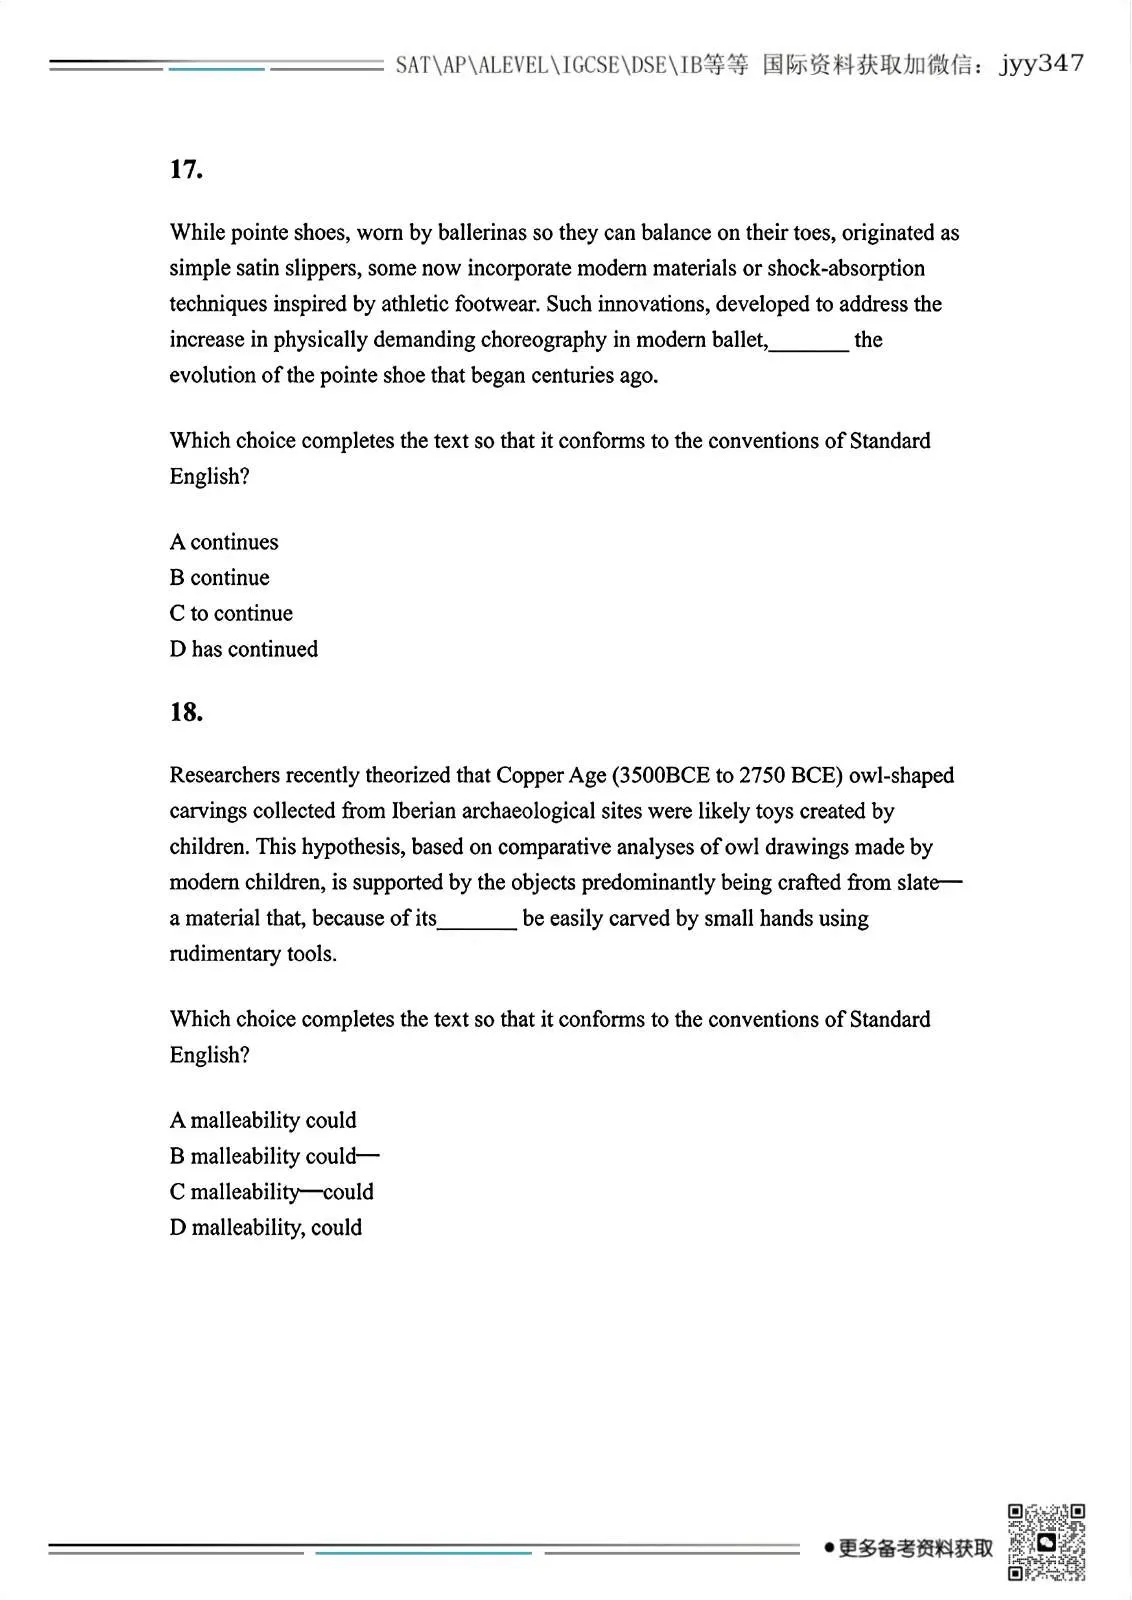 SAT\AP\ALEVEL\IGCSE\DSE\IB等等 国际资料获取加微信: jyy347
17.
While pointe shoes, worn by ballerinas so they can balance on their toes, originated as
simple satin slippers, some now incorporate modern materials or shock-absorption
techniques inspired by athletic footwear. Such innovations, developed to address the
increase in physically demanding choreography in modern ballet,_______ the
evolution of the pointe shoe that began centuries ago.
Which choice completes the text so that it conforms to the conventions of Standard
English?
A continues
B continue
C to continue
D has continued
18.
Researchers recently theorized that Copper Age (3500BCE to 2750 BCE) owl-shaped
carvings collected from Iberian archaeological sites were likely toys created by
children. This hypothesis, based on comparative analyses of owl drawings made by
modern children, is supported by the objects predominantly being crafted from slate—
a material that, because of its_______ be easily carved by small hands using
rudimentary tools.
Which choice completes the text so that it conforms to the conventions of Standard
English?
A malleability could
B malleability could—
C malleability—could
D malleability, could
●更多备考资料获取